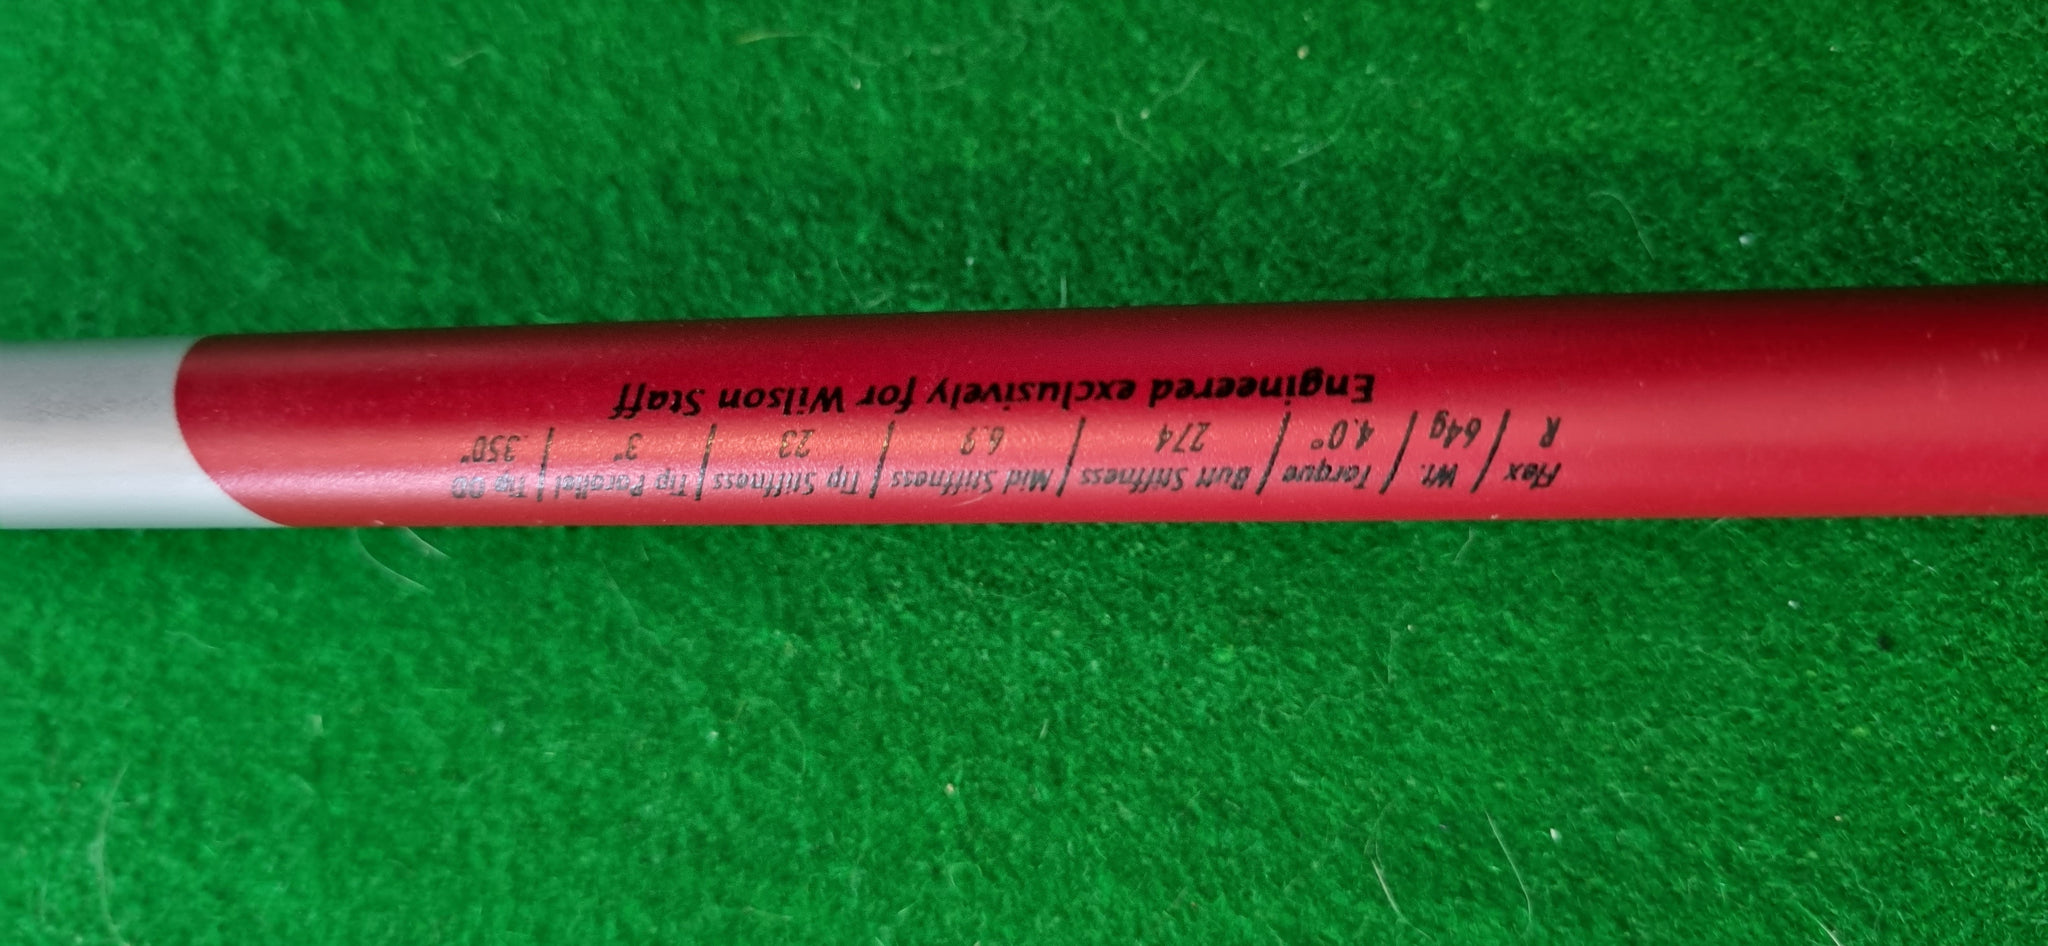 Flex / Wt. / Torque / Butt Stiffness / Mid Stiffness / Tip Stiffness / Tip Parallel / Tip OD
R / 64g / 4.0° / 274 / 6.9 / 23 / 3" / .350"
Engineered exclusively for Wilson Staff